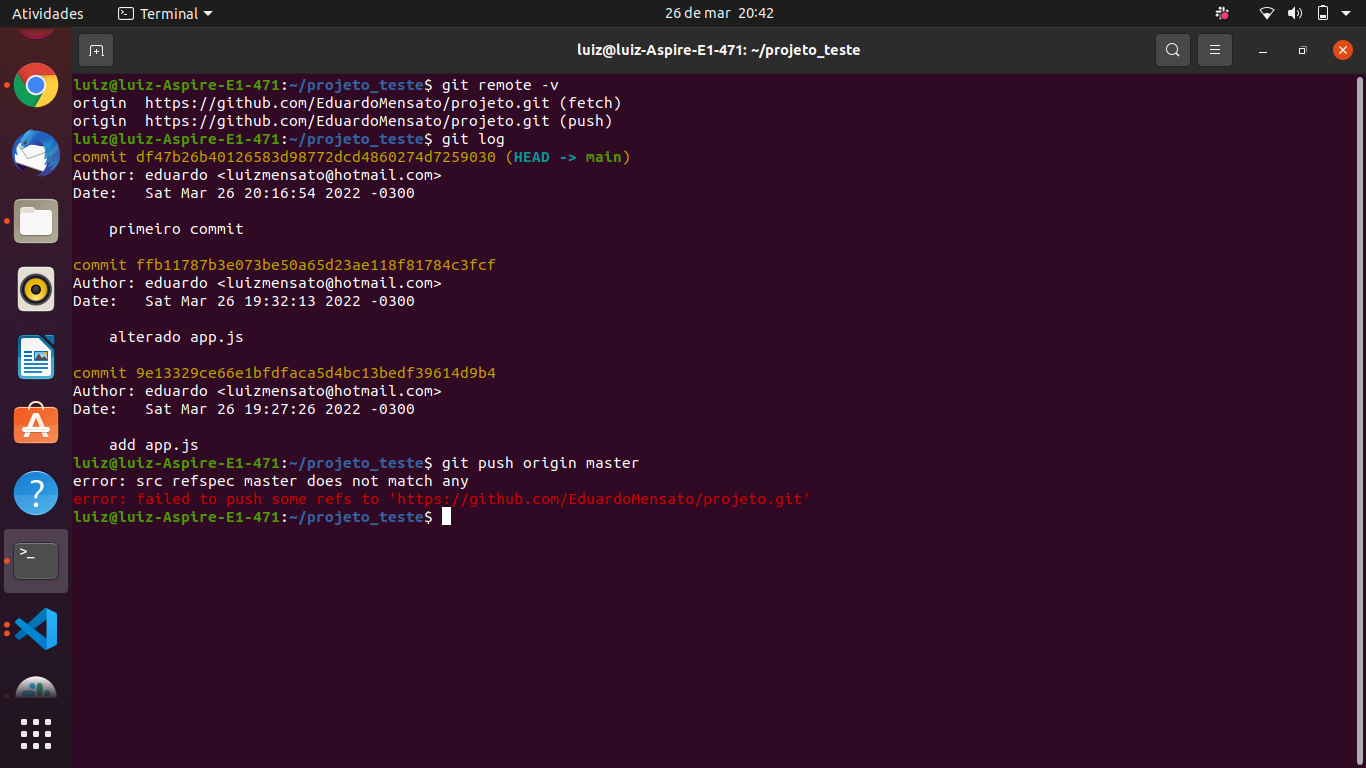 Atividades
Terminal
26 de mar 20:42
luiz@luiz-Aspire-E1-471: ~/projeto_teste
luiz@luiz-Aspire-E1-471:~/projeto_teste$ git remote -v
origin  https://github.com/EduardoMensato/projeto.git (fetch)
origin  https://github.com/EduardoMensato/projeto.git (push)
luiz@luiz-Aspire-E1-471:~/projeto_teste$ git log
commit df47b26b40126583d98772dcd4860274d7259030 (HEAD -> main)
Author: eduardo <luizmensato@hotmail.com>
Date:   Sat Mar 26 20:16:54 2022 -0300
primeiro commit
commit ffb11787b3e073be50a65d23ae118f81784c3fcf
Author: eduardo <luizmensato@hotmail.com>
Date:   Sat Mar 26 19:32:13 2022 -0300
alterado app.js
commit 9e13329ce66e1bfdfaca5d4bc13bedf39614d9b4
Author: eduardo <luizmensato@hotmail.com>
Date:   Sat Mar 26 19:27:26 2022 -0300
add app.js
luiz@luiz-Aspire-E1-471:~/projeto_teste$ git push origin master
error: src refspec master does not match any
error: failed to push some refs to 'https://github.com/EduardoMensato/projeto.git'
luiz@luiz-Aspire-E1-471:~/projeto_teste$